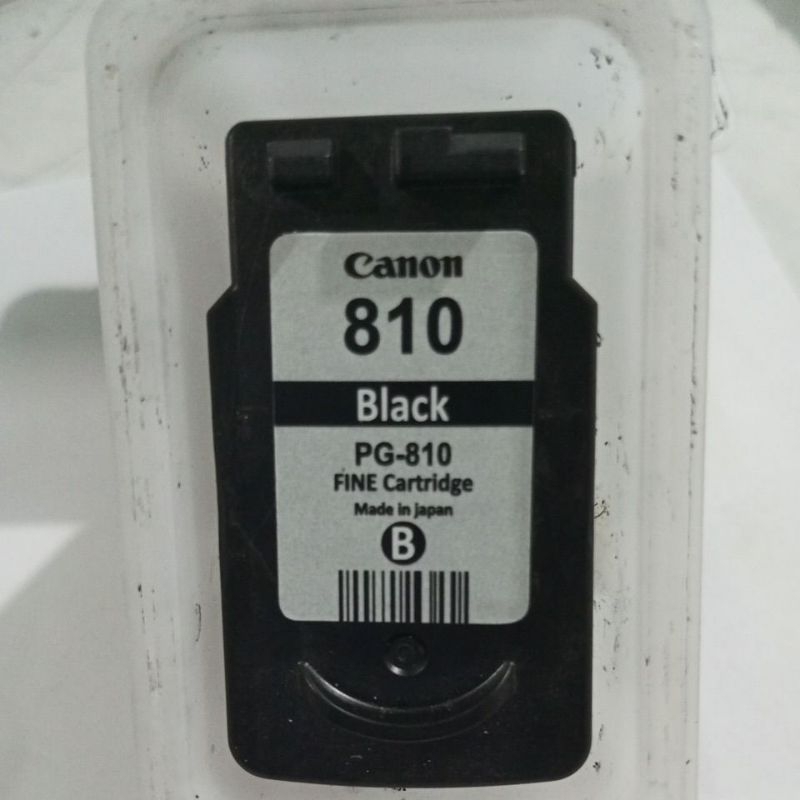 Canon
810
Black
PG-810
FINE Cartridge
Made in japan
B